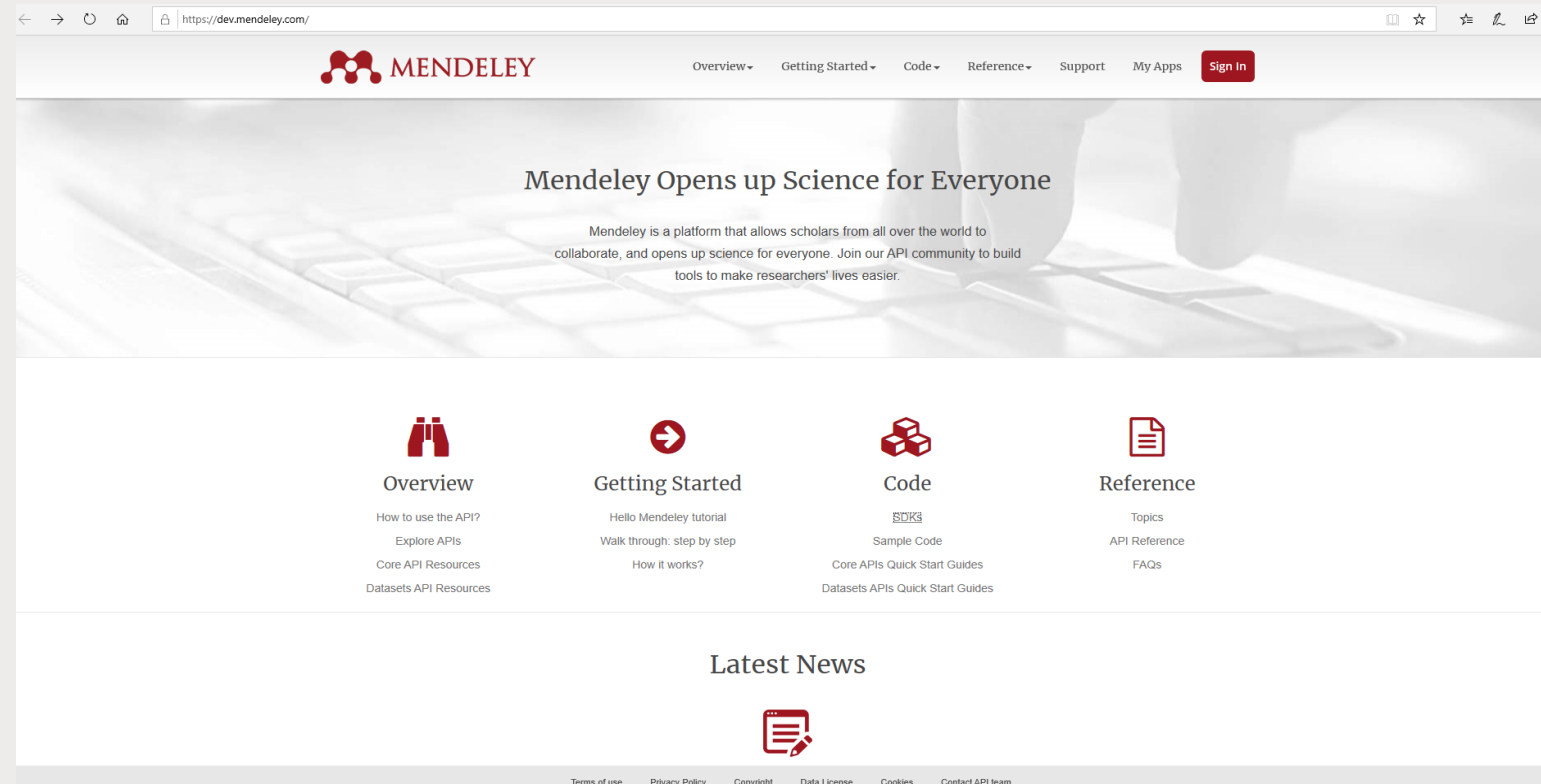 https://dev.mendeley.com/
MENDELEY
Overview Getting Started Code Reference Support My Apps Sign In
Mendeley Opens up Science for Everyone
Mendeley is a platform that allows scholars from all over the world to
collaborate, and opens up science for everyone. Join our API community to build
tools to make researchers' lives easier.
Overview
How to use the API?
Explore APIs
Core API Resources
Datasets API Resources
Getting Started
Hello Mendeley tutorial
Walk through: step by step
How it works?
Code
SDKs
Sample Code
Core APIs Quick Start Guides
Datasets APIs Quick Start Guides
Reference
Topics
API Reference
FAQs
Latest News
Terms of use Privacy Policy Copyright Data License Cookies Contact API team